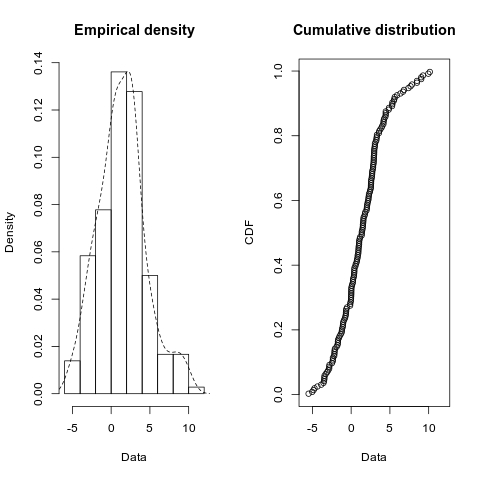 Empirical density
Density
0.00 0.02 0.04 0.06 0.08 0.10 0.12 0.14
-5 0 5 10
Data
Cumulative distribution
CDF
0.0 0.2 0.4 0.6 0.8 1.0
-5 0 5 10
Data